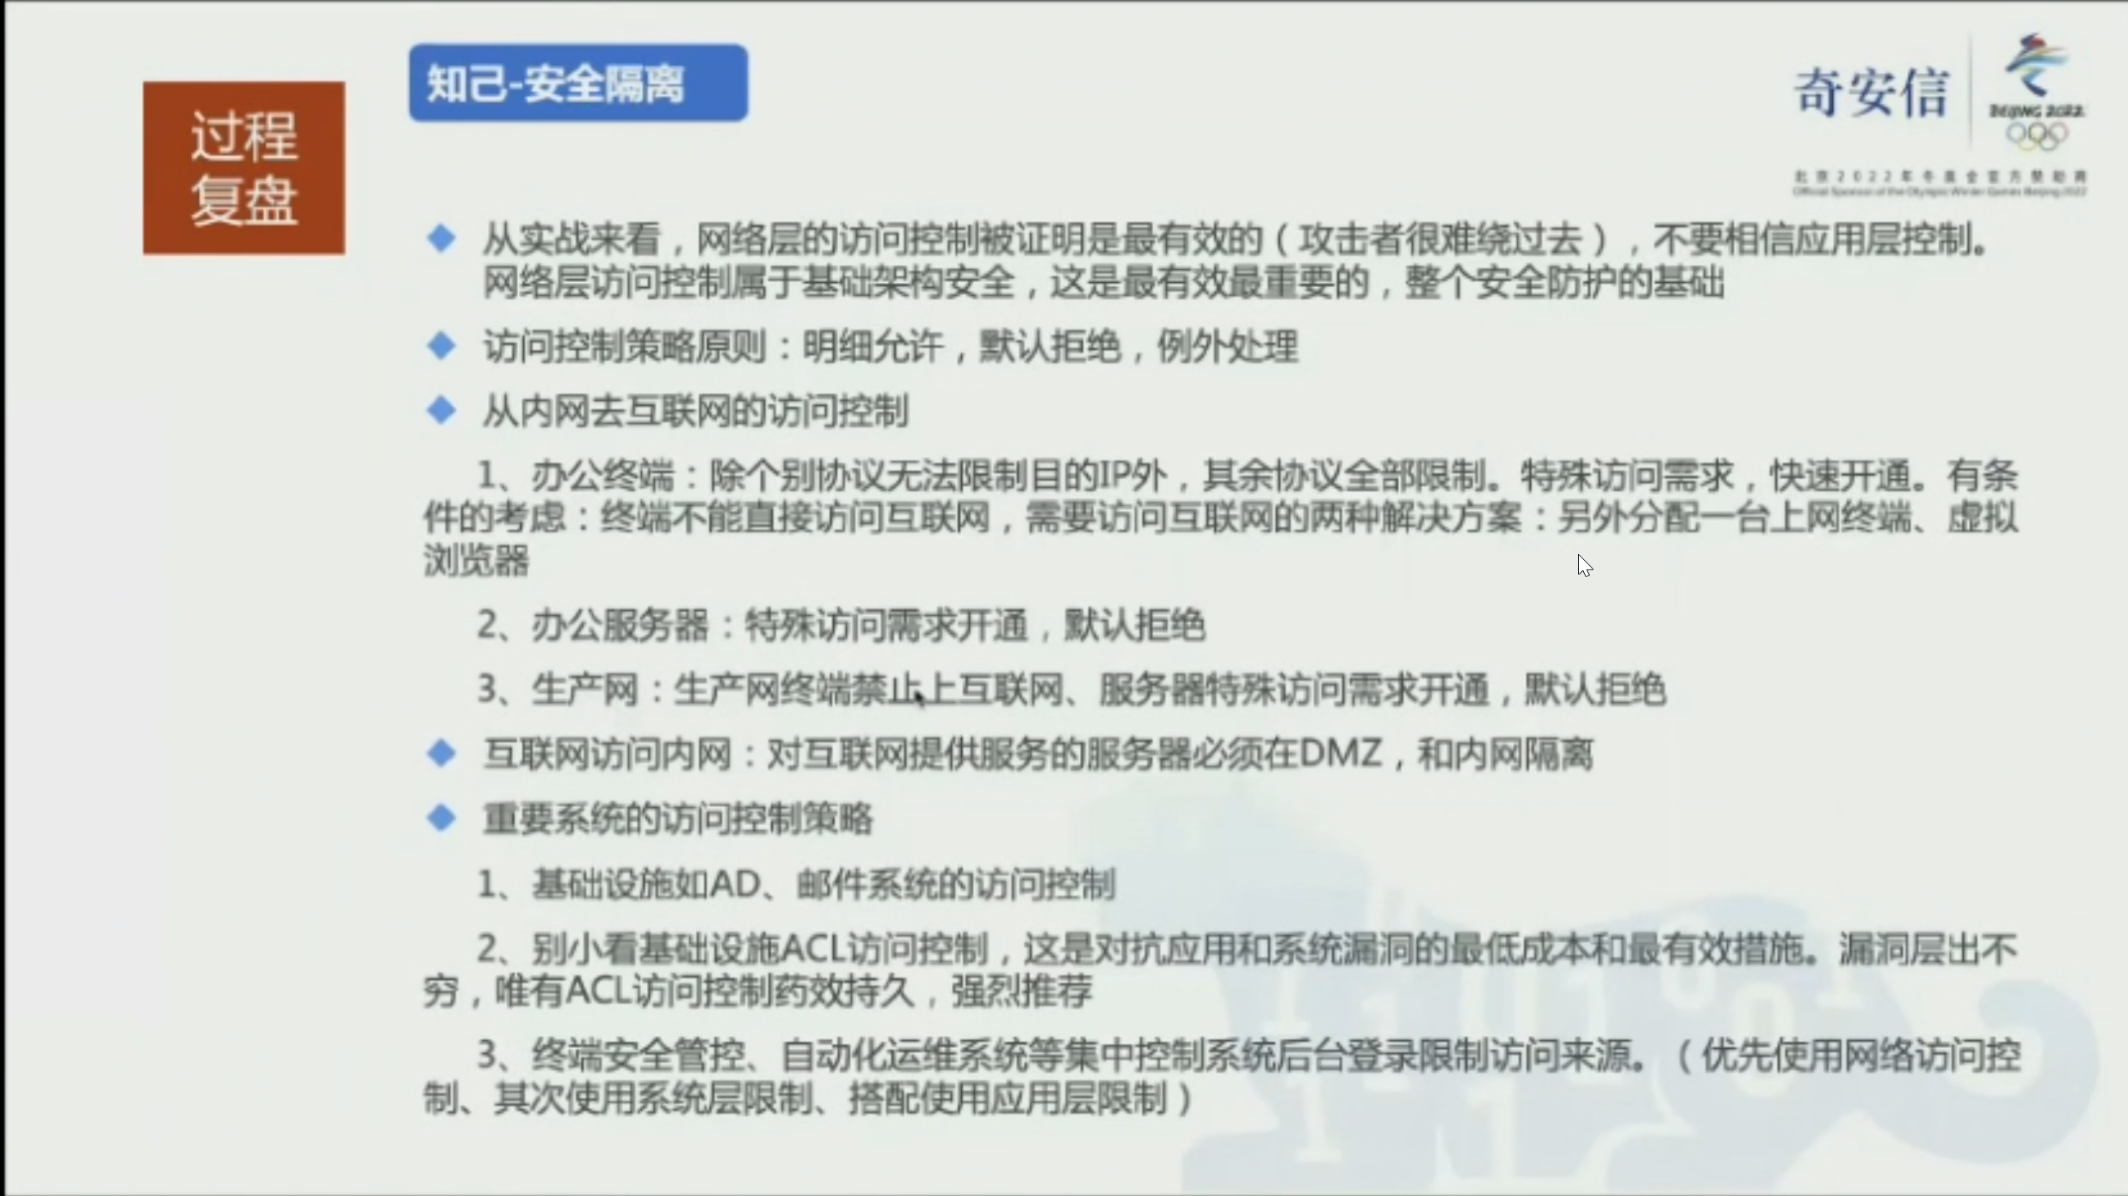 过程
复盘
知己-安全隔离
奇安信
BEIJING 2022
北京2022年冬奥会官方赞助商
Official Sponsor of the Olympic Winter Games Beijing 2022
从实战来看，网络层的访问控制被证明是最有效的（攻击者很难绕过去），不要相信应用层控制。
网络层访问控制属于基础架构安全，这是最有效最重要的，整个安全防护的基础
访问控制策略原则：明细允许，默认拒绝，例外处理
从内网去互联网的访问控制
1、办公终端：除个别协议无法限制目的IP外，其余协议全部限制。特殊访问需求，快速开通。有条
件的考虑：终端不能直接访问互联网，需要访问互联网的两种解决方案：另外分配一台上网终端、虚拟
浏览器
2、办公服务器：特殊访问需求开通，默认拒绝
3、生产网：生产网终端禁止上互联网、服务器特殊访问需求开通，默认拒绝
互联网访问内网：对互联网提供服务的服务器必须在DMZ，和内网隔离
重要系统的访问控制策略
1、基础设施如AD、邮件系统的访问控制
2、别小看基础设施ACL访问控制，这是对抗应用和系统漏洞的最低成本和最有效措施。漏洞层出不
穷，唯有ACL访问控制药效持久，强烈推荐
3、终端安全管控、自动化运维系统等集中控制系统后台登录限制访问来源。（优先使用网络访问控
制、其次使用系统层限制、搭配使用应用层限制）